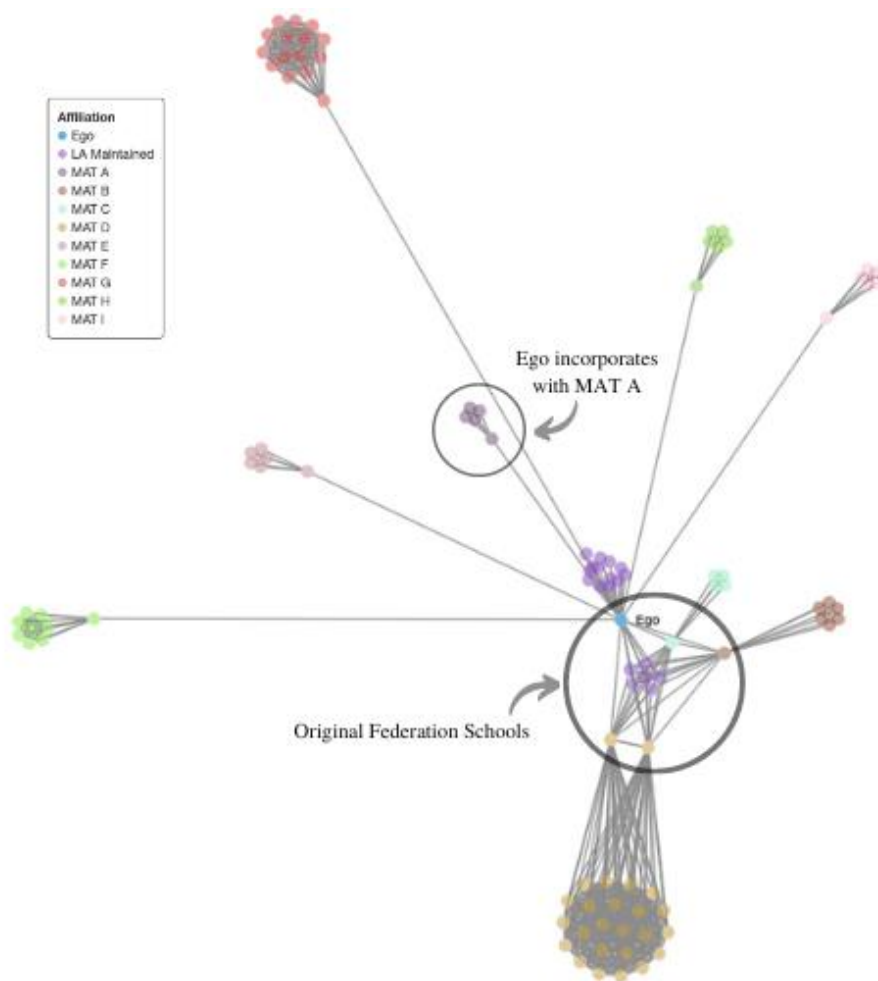 Affiliation
Ego
LA Maintained
MAT A
MAT B
MAT C
MAT D
MAT E
MAT F
MAT G
MAT H
MAT I
Ego incorporates
with MAT A
Ego
Original Federation Schools